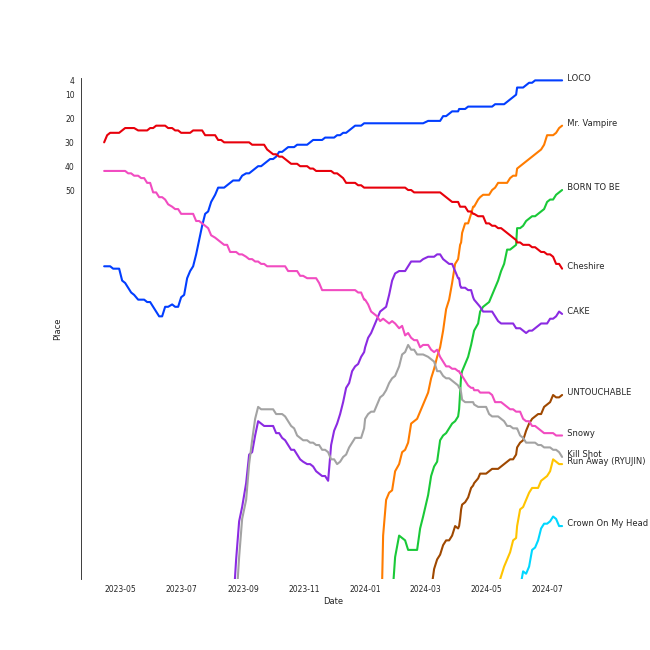 4
10
20
30
40
50
Place
LOCO
Mr. Vampire
BORN TO BE
Cheshire
CAKE
UNTOUCHABLE
Snowy
Kill Shot
Run Away (RYUJIN)
Crown On My Head
2023-05 2023-07 2023-09 2023-11 2024-01 2024-03 2024-05 2024-07
Date